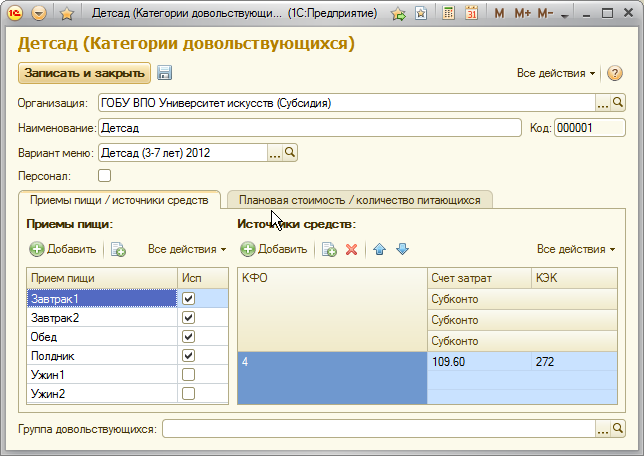 Детсад (Категории довольствующи... (1С:Предприятие)
M M+ M-
Детсад (Категории довольствующихся)
Записать и закрыть Все действия
Организация: ГОБУ ВПО Университет искусств (Субсидия)
Наименование: Детсад Код: 000001
Вариант меню: Детсад (3-7 лет) 2012
Персонал:
Приемы пищи / источники средств Плановая стоимость / количество питающихся
Приемы пищи: Источники средств:
Добавить Все действия Добавить Все действия
Прием пищи Исп КФО Счет затрат КЭК
Завтрак1 Субконто
Завтрак2 Субконто
Обед Субконто
Полдник 4 109.60 272
Ужин1
Ужин2
Группа довольствующихся: